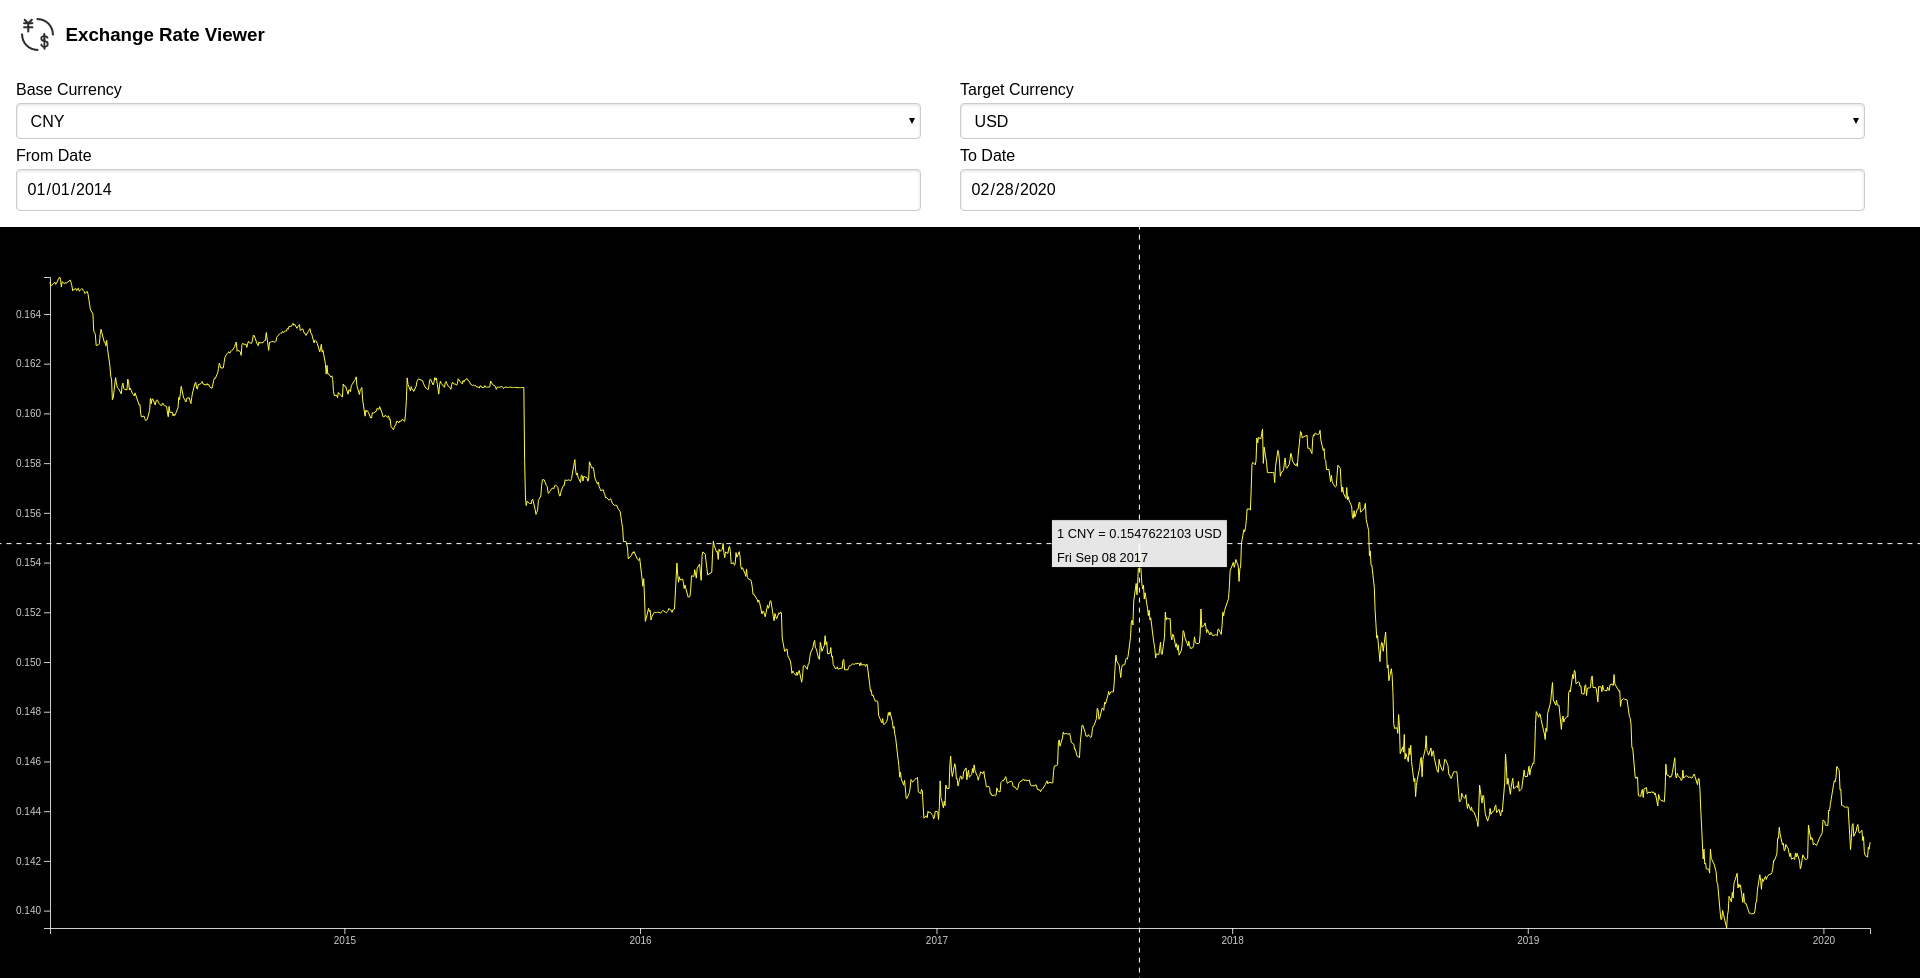 ¥
$
Exchange Rate Viewer
Base Currency
Target Currency
CNY
USD
From Date
To Date
01/01/2014
02/28/2020
0.164
0.162
0.160
0.158
0.156
1 CNY = 0.1547622103 USD
Fri Sep 08 2017
0.154
0.152
0.150
0.148
0.146
0.144
0.142
0.140
2015
2016
2017
2018
2019
2020